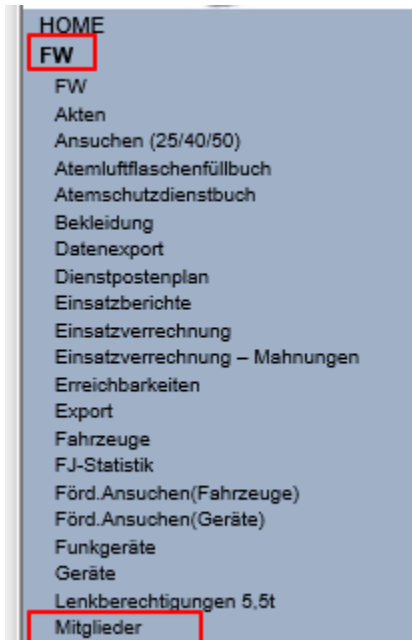 HOME
FW
FW
Akten
Ansuchen (25/40/50)
Atemluftflaschenfüllbuch
Atemschutzdienstbuch
Bekleidung
Datenexport
Dienstpostenplan
Einsatzberichte
Einsatzverrechnung
Einsatzverrechnung – Mahnungen
Erreichbarkeiten
Export
Fahrzeuge
FJ-Statistik
Förd.Ansuchen(Fahrzeuge)
Förd.Ansuchen(Geräte)
Funkgeräte
Geräte
Lenkberechtigungen 5,5t
Mitglieder